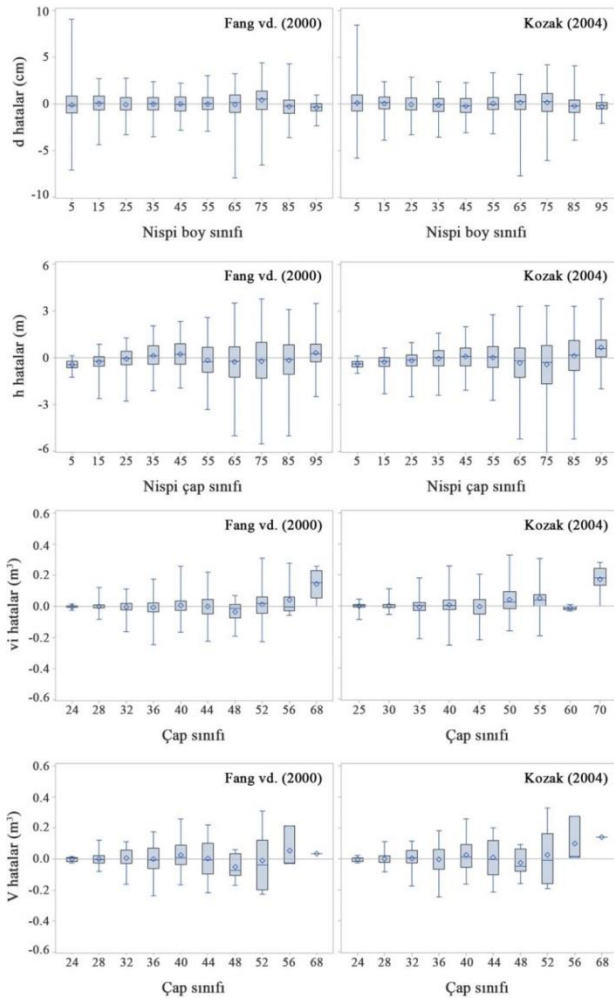 Fang vd. (2000)
Kozak (2004)
d hatalar (cm)
10
5
0
-5
-10
5 15 25 35 45 55 65 75 85 95
5 15 25 35 45 55 65 75 85 95
Nispi boy sınıfı
Nispi boy sınıfı
Fang vd. (2000)
Kozak (2004)
h hatalar (m)
6
3
0
-3
-6
5 15 25 35 45 55 65 75 85 95
5 15 25 35 45 55 65 75 85 95
Nispi çap sınıfı
Nispi çap sınıfı
Fang vd. (2000)
Kozak (2004)
vi hatalar (m³)
0.6
0.4
0.2
0.0
-0.2
-0.4
-0.6
24 28 32 36 40 44 48 52 56 68
25 30 35 40 45 50 55 60 70
Çap sınıfı
Çap sınıfı
Fang vd. (2000)
Kozak (2004)
V hatalar (m³)
0.6
0.4
0.2
0.0
-0.2
-0.4
-0.6
24 28 32 36 40 44 48 52 56 68
24 28 32 36 40 44 48 52 56 68
Çap sınıfı
Çap sınıfı